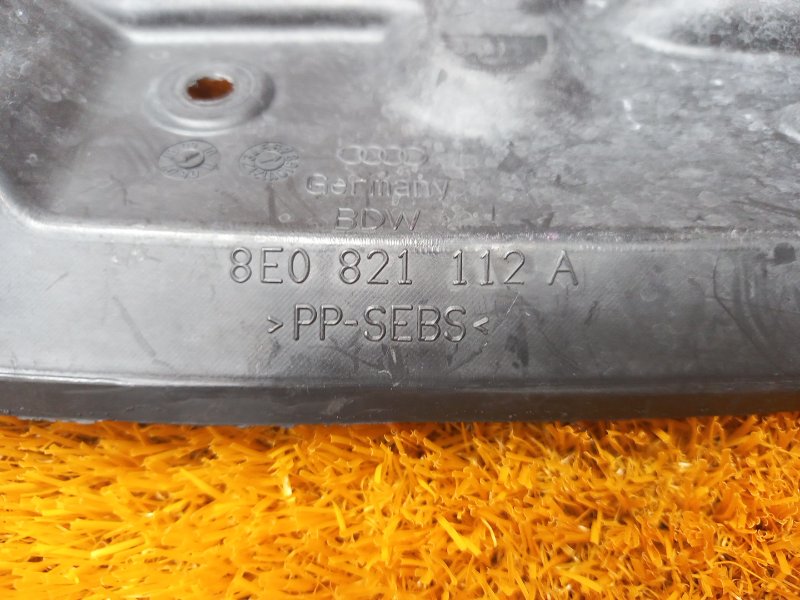 Germany
BDW
8E0 821 112 A
>PP-SEBS<